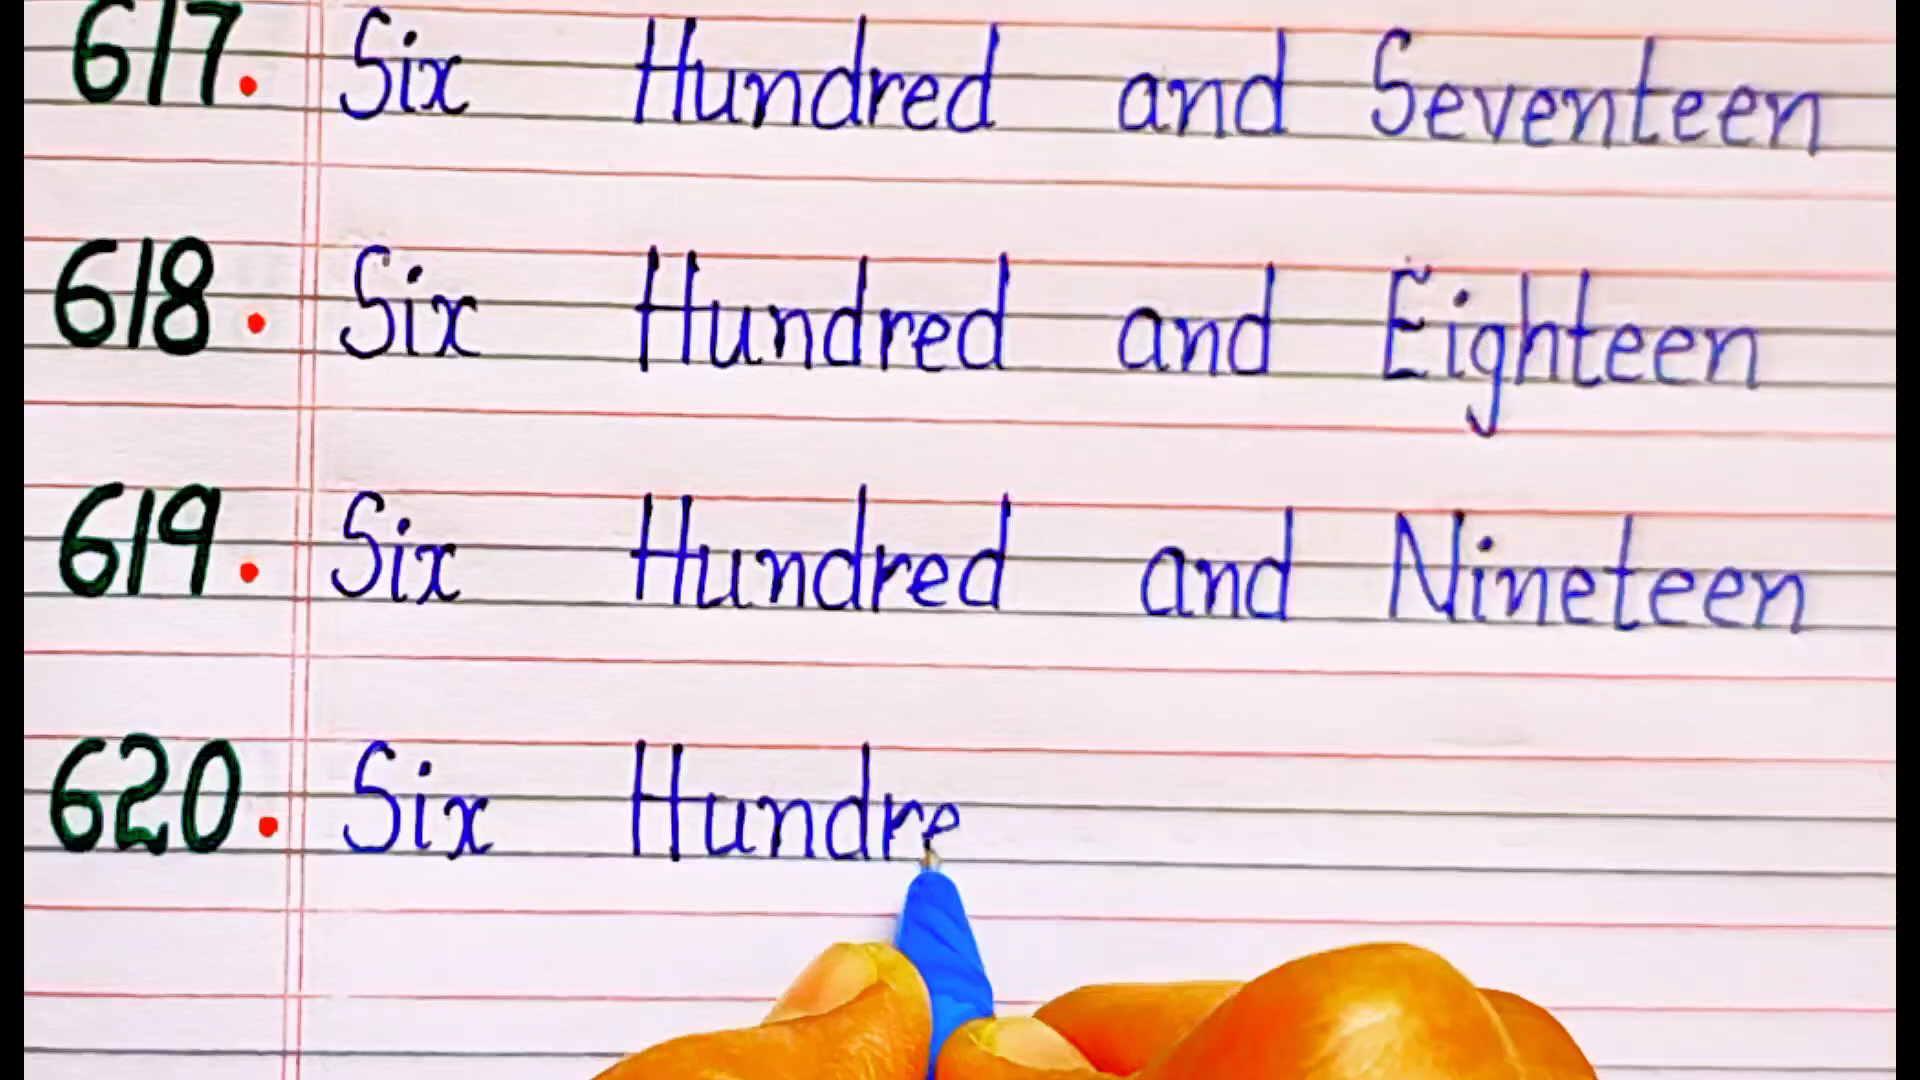 617. Six Hundred and Seventeen
618. Six Hundred and Eighteen
619. Six Hundred and Nineteen
620. Six Hundre